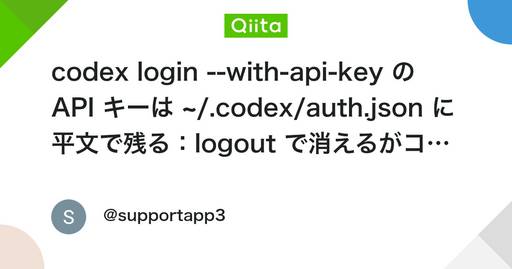 Qiita
codex login --with-api-key の
API キーは ~/.codex/auth.json に
平文で残る：logout で消えるがコ…
S
@supportapp3